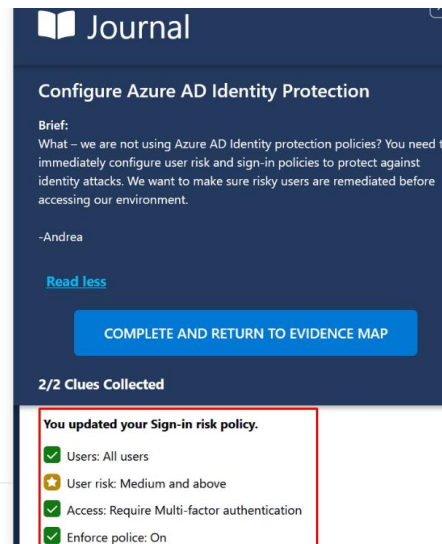 Journal
Configure Azure AD Identity Protection
Brief:
What – we are not using Azure AD Identity protection policies? You need
immediately configure user risk and sign-in policies to protect against
identity attacks. We want to make sure risky users are remediated before
accessing our environment.
-Andrea
Read less
COMPLETE AND RETURN TO EVIDENCE MAP
2/2 Clues Collected
You updated your Sign-in risk policy.
Users: All users
User risk: Medium and above
Access: Require Multi-factor authentication
Enforce police: On